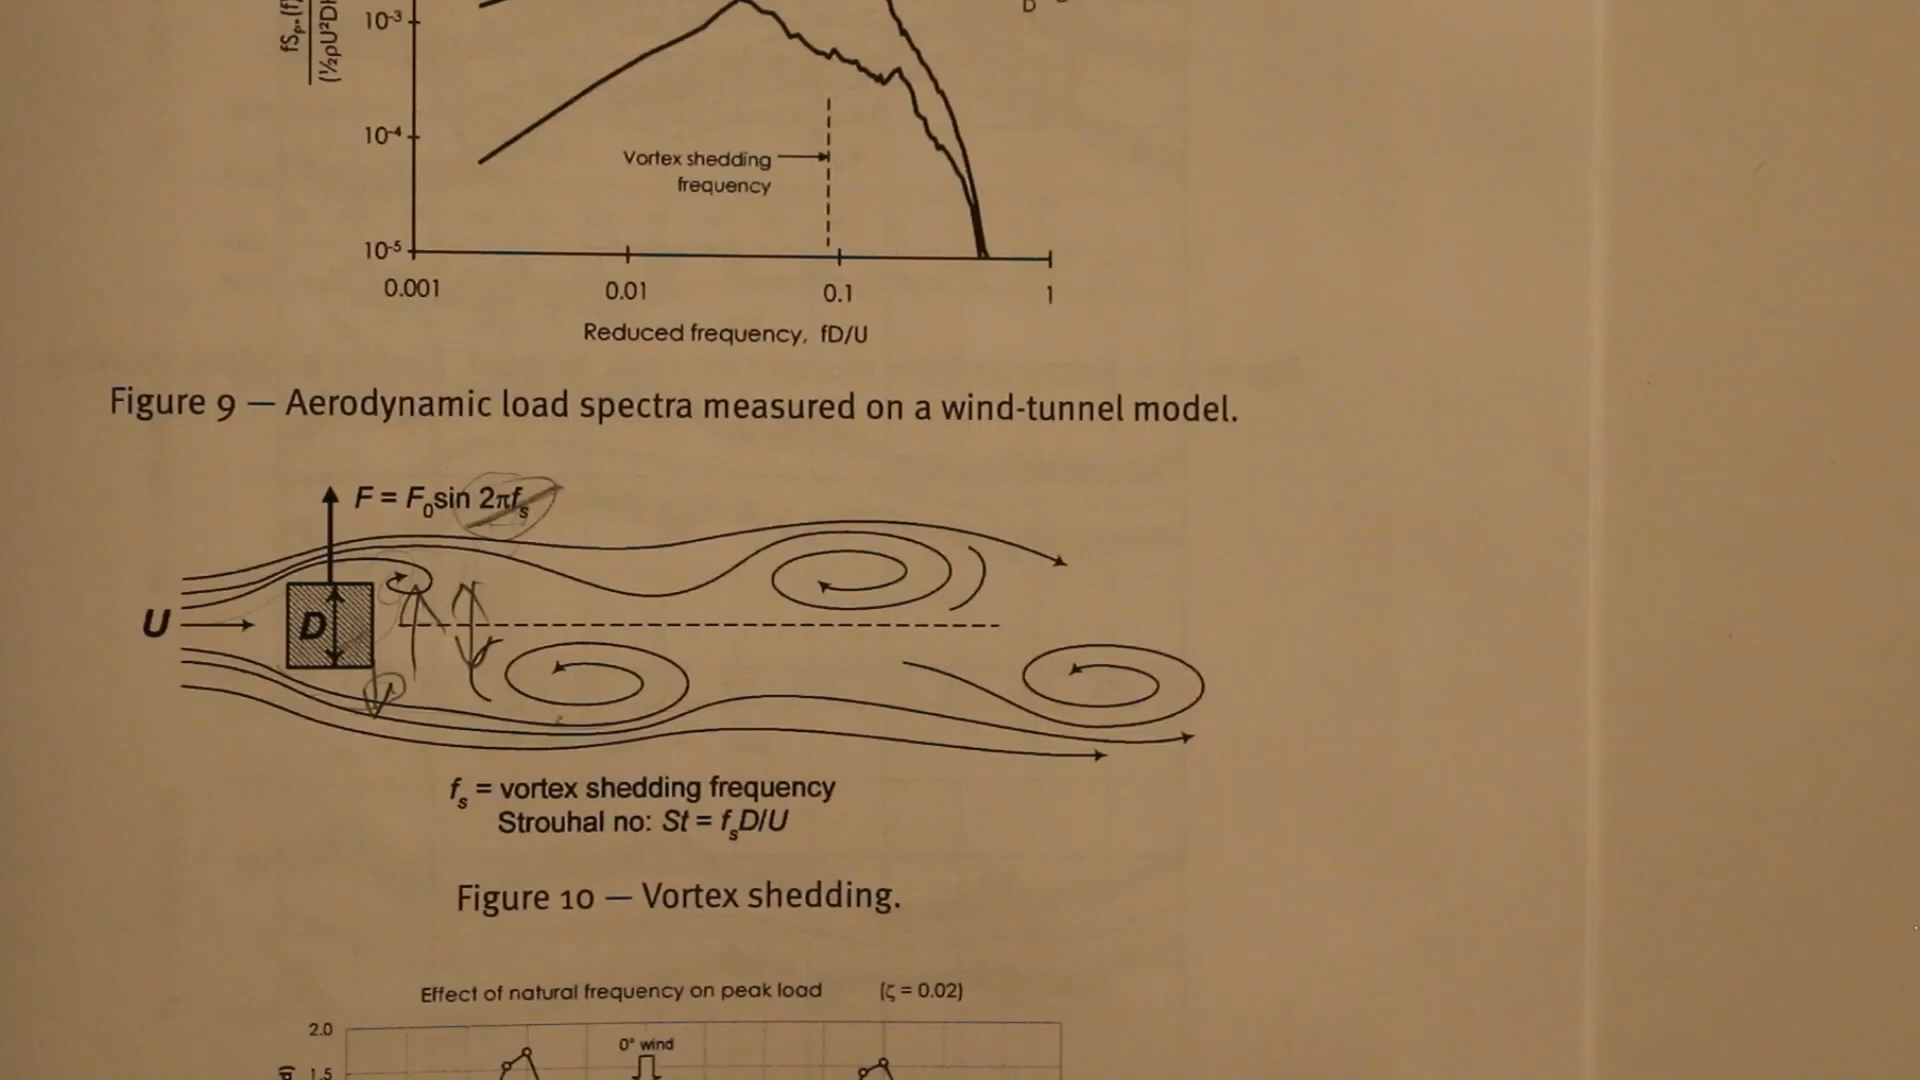 fSₚ.(f)
(½ρU²DH
D
10⁻³
10⁻⁴
Vortex shedding
frequency
10⁻⁵
0.001 0.01 0.1 1
Reduced frequency, fD/U
Figure 9 — Aerodynamic load spectra measured on a wind-tunnel model.
F = F₀sin 2πfₛ
U
D
fₛ = vortex shedding frequency
Strouhal no: St = fₛD/U
Figure 10 — Vortex shedding.
Effect of natural frequency on peak load (ζ = 0.02)
2.0
0° wind
1.5